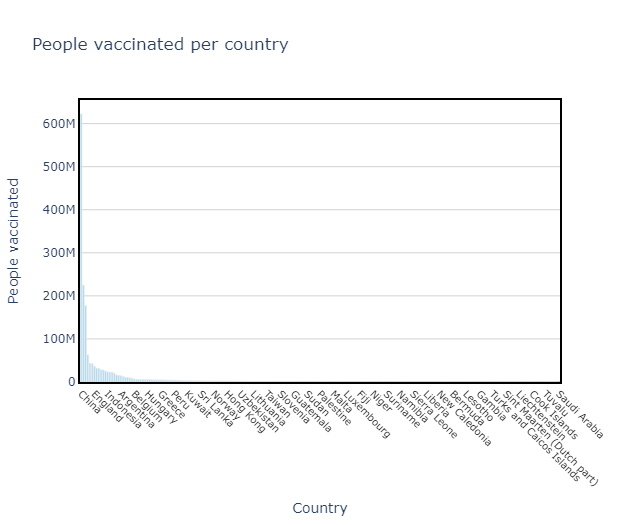 People vaccinated per country
People vaccinated
600M
500M
400M
300M
200M
100M
0
China
England
Indonesia
Argentina
Belgium
Hungary
Greece
Peru
Kuwait
Sri Lanka
Norway
Hong Kong
Uzbekistan
Lithuania
Taiwan
Slovenia
Guatemala
Sudan
Palestine
Malta
Luxembourg
Fiji
Niger
Suriname
Namibia
Sierra Leone
Liberia
New Caledonia
Bermuda
Lesotho
Gambia
Turks and Caicos Islands
Sint Maarten (Dutch part)
Liechtenstein
Cook Islands
Tuvalu
Saudi Arabia
Country